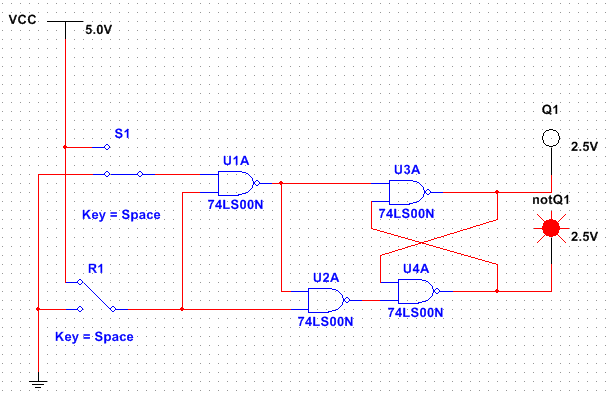 VCC
5.0V
S1
Key = Space
R1
Key = Space
U1A
74LS00N
U2A
74LS00N
U3A
74LS00N
U4A
74LS00N
Q1
2.5V
notQ1
2.5V